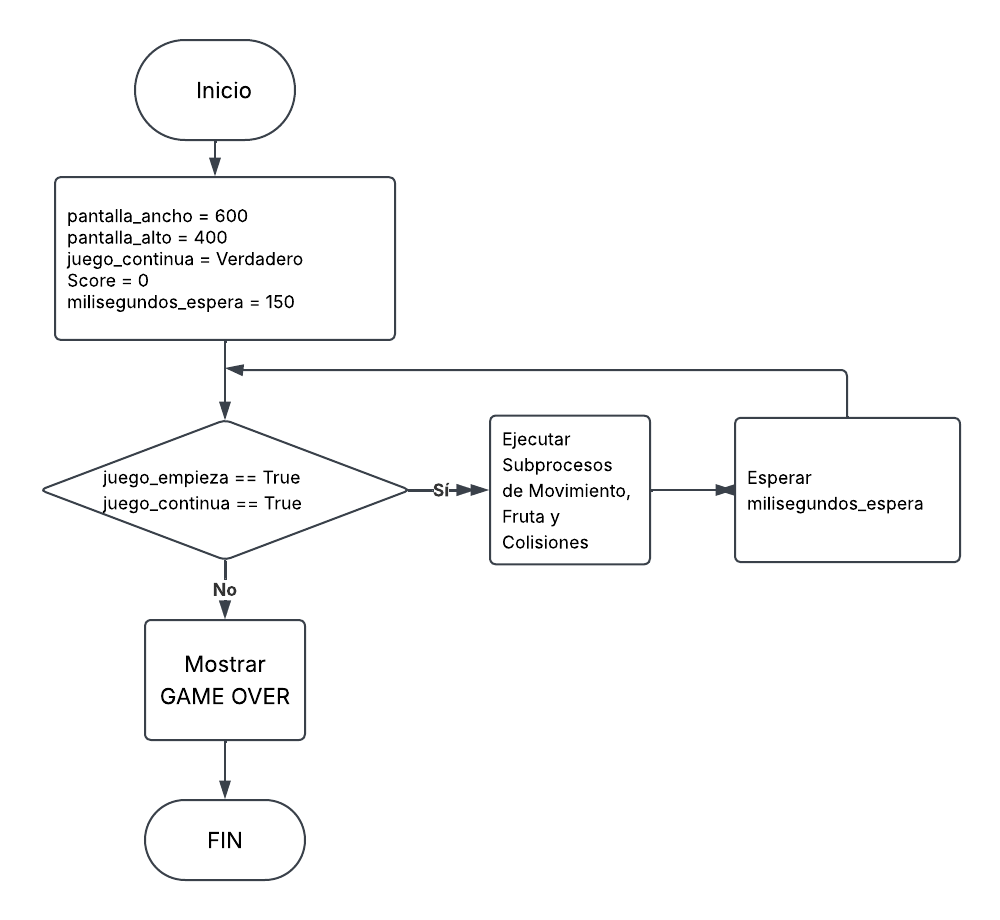 Inicio
pantalla_ancho = 600
pantalla_alto = 400
juego_continua = Verdadero
Score = 0
milisegundos_espera = 150
juego_empieza == True
juego_continua == True
Sí
Ejecutar
Subprocesos
de Movimiento,
Fruta y
Colisiones
Esperar
milisegundos_espera
No
Mostrar
GAME OVER
FIN